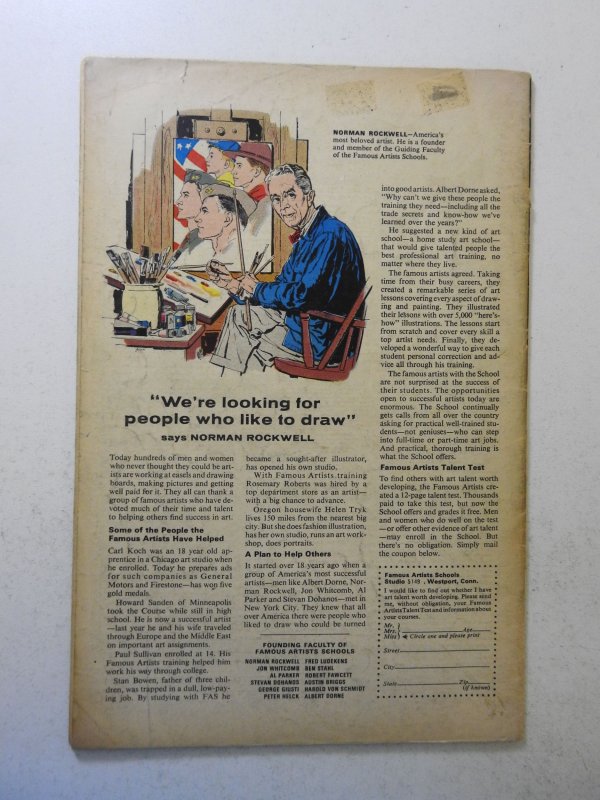 NORMAN ROCKWELL—America's
most beloved artist. He is a founder
and member of the Guiding Faculty
of the Famous Artists Schools.
"We're looking for
people who like to draw"
says NORMAN ROCKWELL
Today hundreds of men and women
who never thought they could be art-
ists are working at easels and drawing
boards, making pictures and getting
well paid for it. They all can thank a
group of famous artists who have de-
voted much of their time and talent
to helping others find success in art.
Some of the People the
Famous Artists Have Helped
Carl Koch was an 18 year old ap-
prentice in a Chicago art studio when
he enrolled. Today he prepares ads
for such companies as General
Motors and Firestone—has won five
gold medals.
Howard Sanden of Minneapolis
took the Course while still in high
school. He is now a successful artist
—last year he and his wife traveled
through Europe and the Middle East
on important art assignments.
Paul Sullivan enrolled at 14. His
Famous Artists training helped him
work his way through college.
Stan Bowen, father of three chil-
dren, was trapped in a dull, low-pay-
ing job. By studying with FAS he
became a sought-after illustrator,
has opened his own studio.
With Famous Artists training
Rosemary Roberts was hired by a
top department store as an artist—
with a big chance to advance.
Oregon housewife Helen Tryk
lives 150 miles from the nearest big
city. But she does fashion illustration,
has her own studio, runs an art work-
shop, does portraits.
A Plan to Help Others
It started over 18 years ago when a
group of America's most successful
artists—men like Albert Dorne, Nor-
man Rockwell, Jon Whitcomb, Al
Parker and Stevan Dohanos—met in
New York City. They knew that all
over America there were people who
liked to draw who could be turned
FOUNDING FACULTY OF
FAMOUS ARTISTS SCHOOLS
NORMAN ROCKWELL FRED LUDEKENS
JON WHITCOMB BEN STAHL
AL PARKER ROBERT FAWCETT
STEVAN DOHANOS AUSTIN BRIGGS
GEORGE GIUSTI HAROLD VON SCHMIDT
PETER HELCK ALBERT DORNE
into good artists. Albert Dorne asked,
"Why can't we give these people the
training they need—including all the
trade secrets and know-how we've
learned over the years?"
He suggested a new kind of art
school—a home study art school—
that would give talented people the
best professional art training, no
matter where they live.
The famous artists agreed. Taking
time from their busy careers, they
created a remarkable series of art
lessons covering every aspect of draw-
ing and painting. They illustrated
their lessons with over 5,000 "here's-
how" illustrations. The lessons start
from scratch and cover every skill a
top artist needs. Finally, they de-
veloped a wonderful way to give each
student personal correction and ad-
vice all through his training.
The famous artists with the School
are not surprised at the success of
their students. The opportunities
open to successful artists today are
enormous. The School continually
gets calls from all over the country
asking for practical well-trained stu-
dents—not geniuses—who can step
into full-time or part-time art jobs.
And practical, thorough training is
what the School offers.
Famous Artists Talent Test
To find others with art talent worth
developing, the Famous Artists cre-
ated a 12-page talent test. Thousands
paid to take this test, but now the
School offers and grades it free. Men
and women who do well on the test
—or offer other evidence of art talent
—may enroll in the School. But
there's no obligation. Simply mail
the coupon below.
Famous Artists Schools
Studio 5149, Westport, Conn.
I would like to find out whether I have
art talent worth developing. Please send
me, without obligation, your Famous
Artists Talent Test and information about
your courses.
Mr.
Mrs. Age
Miss Circle one and please print
Street
City
State Zip
(if known)